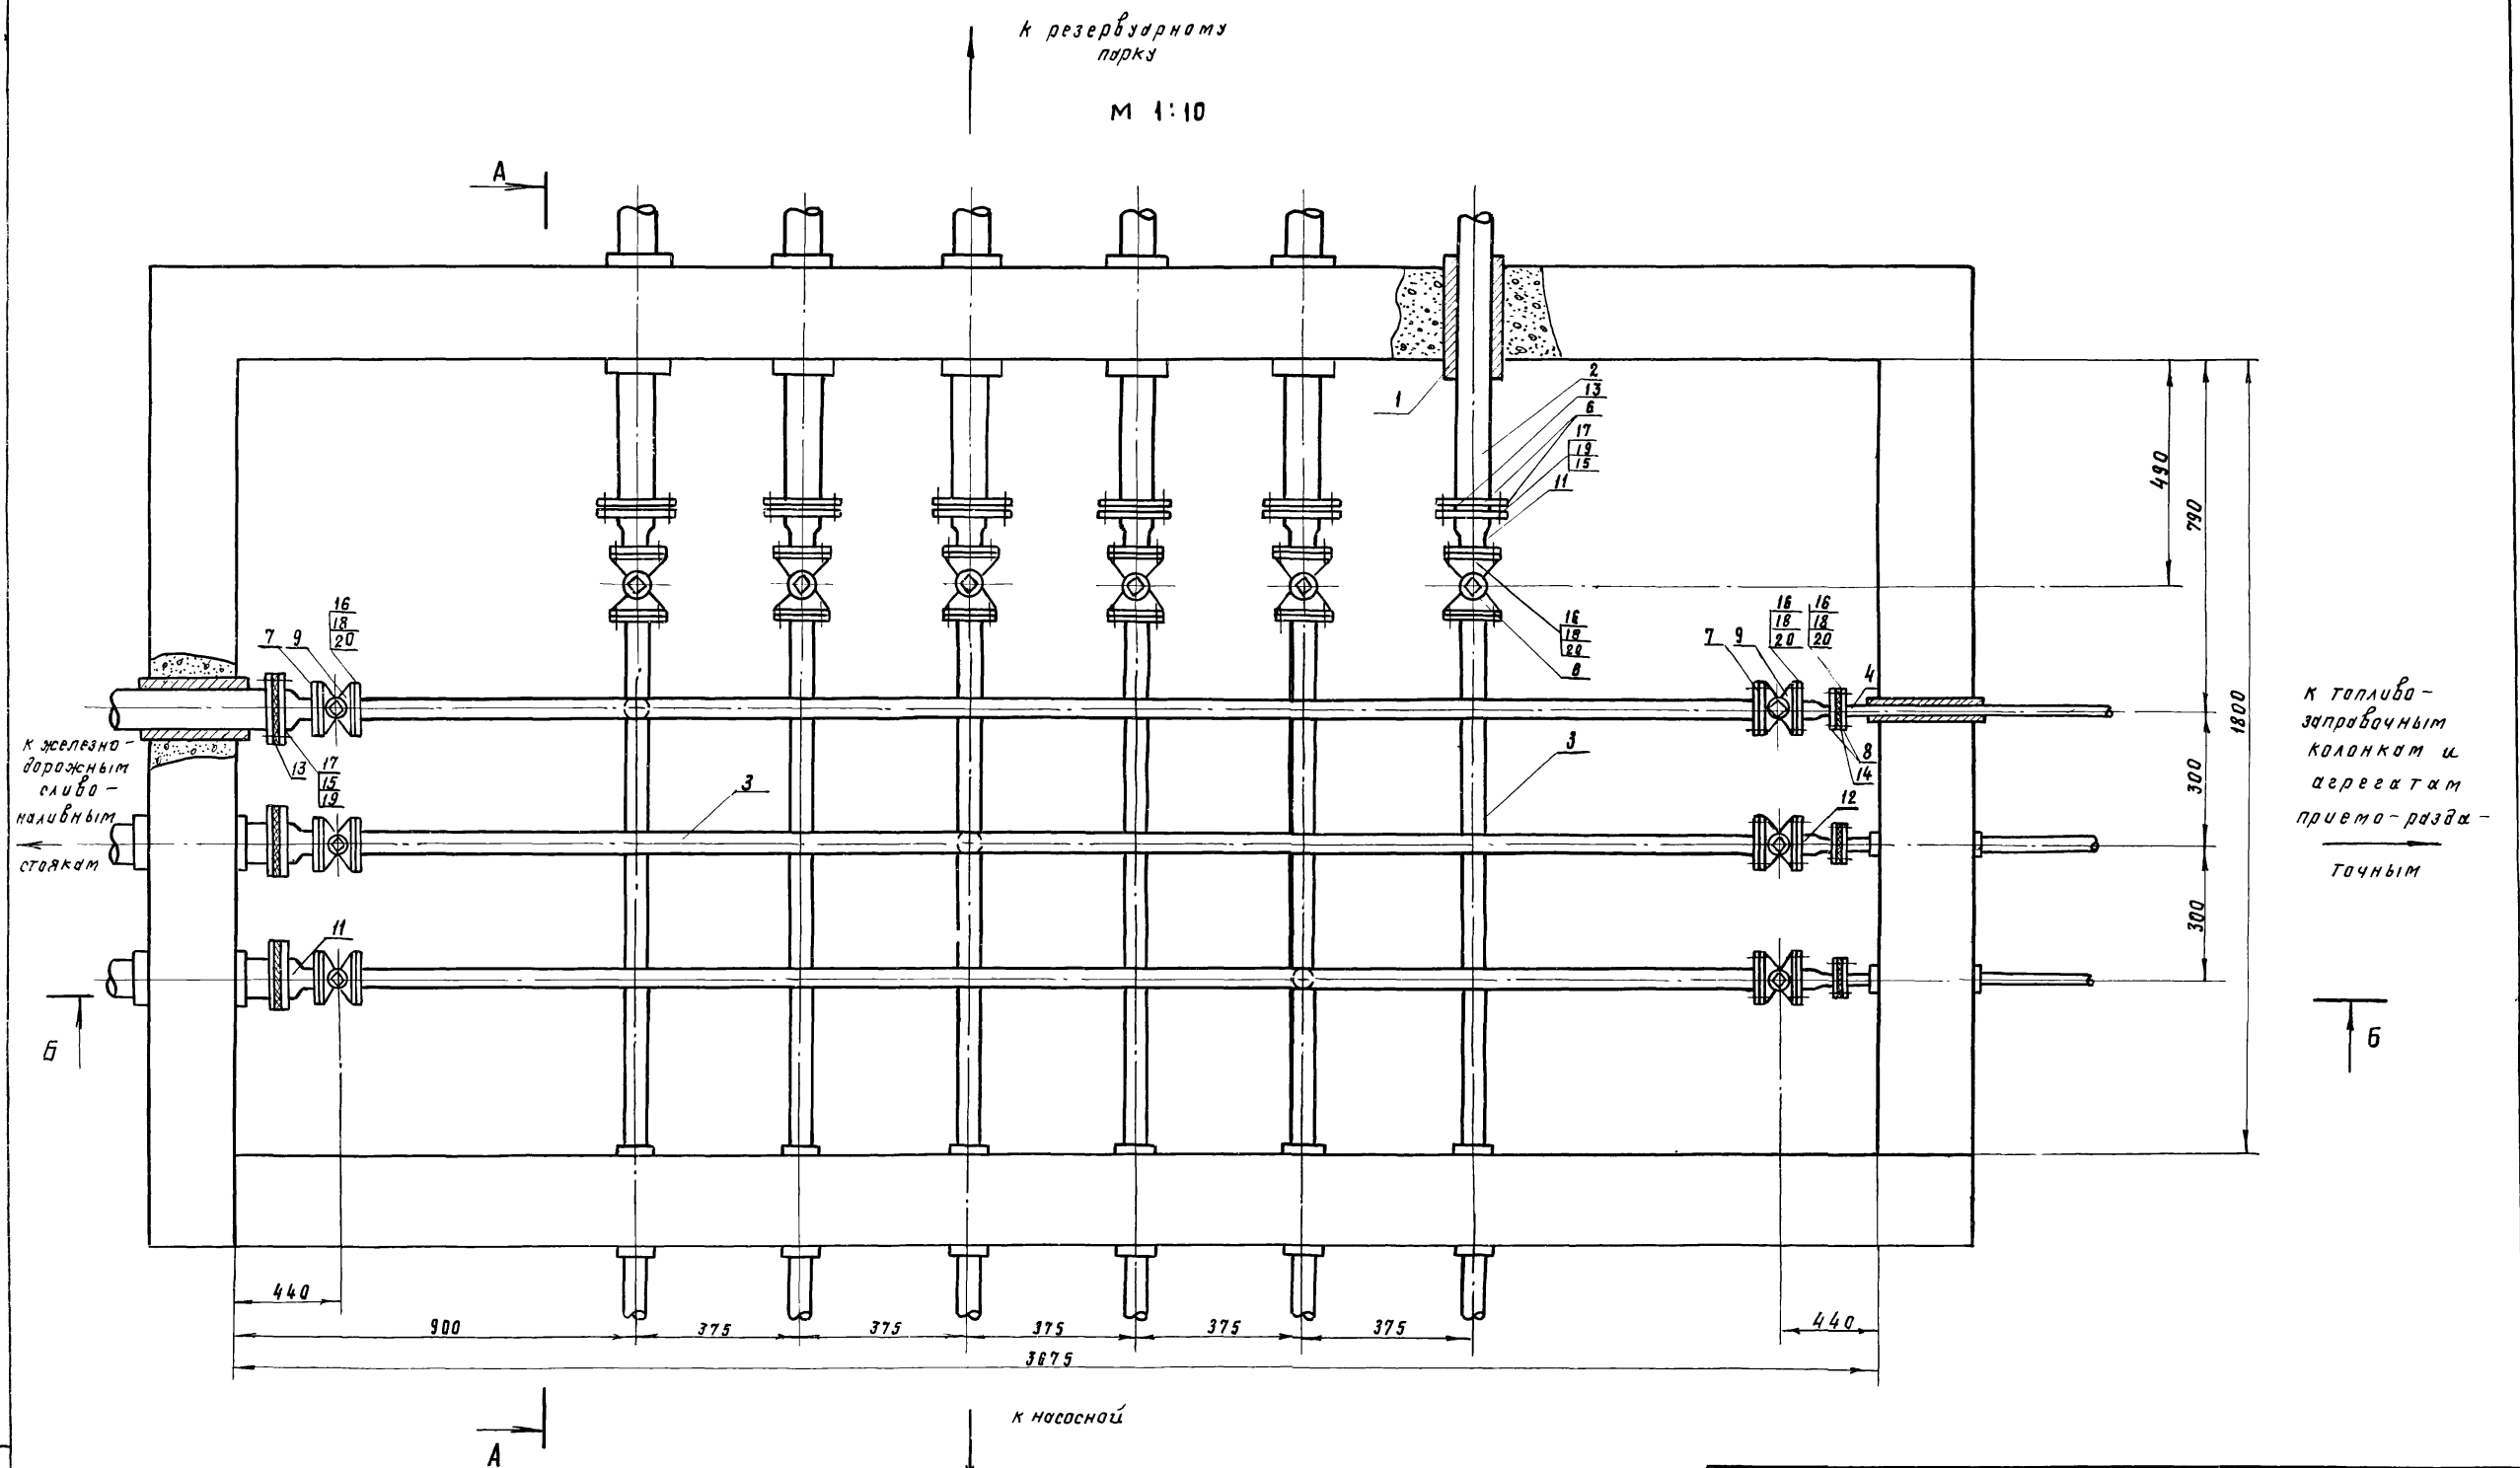 К резервуарному
парку
М 1:10
А
1
2
13
6
17
19
15
11
490
790
1800
300
300
16
18
20
7 9
16
18
20
8
7 9
16
18
20
16
18
20
4
8
14
12
3
3
13
17
15
19
11
К железно-
дорожным
сливо-
наливным
стоякам
К топливо-
заправочным
колонкам и
агрегатам
приемо-разда-
точным
Б
Б
440
900
375
375
375
375
375
440
3675
А
К насосной